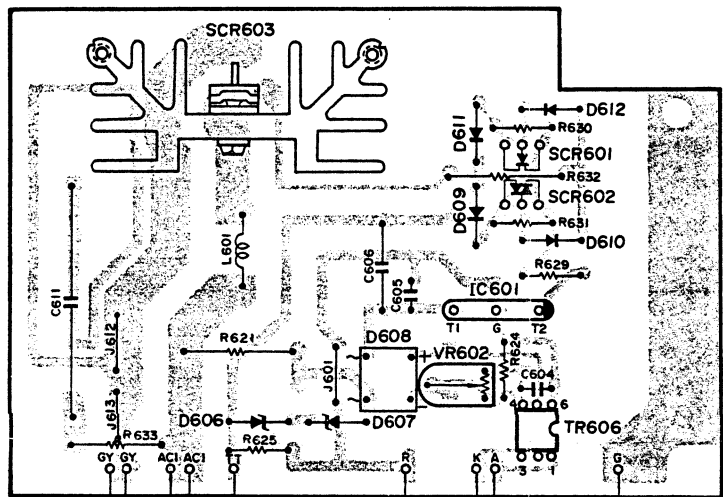 SCR603
D611
D612
R630
SCR601
R632
SCR602
D609
R631
D610
L601
C606
C605
R629
IC601
T1 G T2
C611
J612
R621
J601
D608
+
VR602
R624
C604
4 6
J613
D606
D607
TR606
R633
R625
3 1
GY GY AC1 AC1 TT R K A G